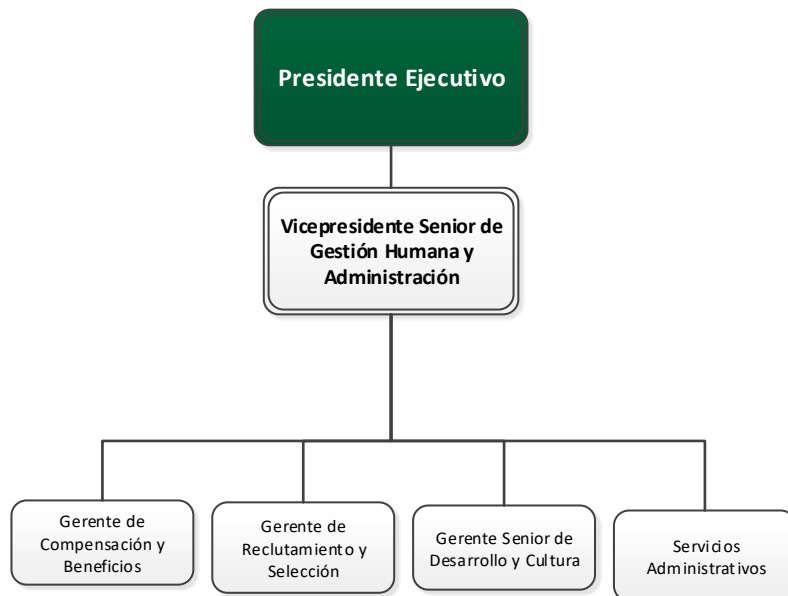 Presidente Ejecutivo
Vicepresidente Senior de
Gestión Humana y
Administración
Gerente de
Compensación y
Beneficios
Gerente de
Reclutamiento y
Selección
Gerente Senior de
Desarrollo y Cultura
Servicios
Administrativos